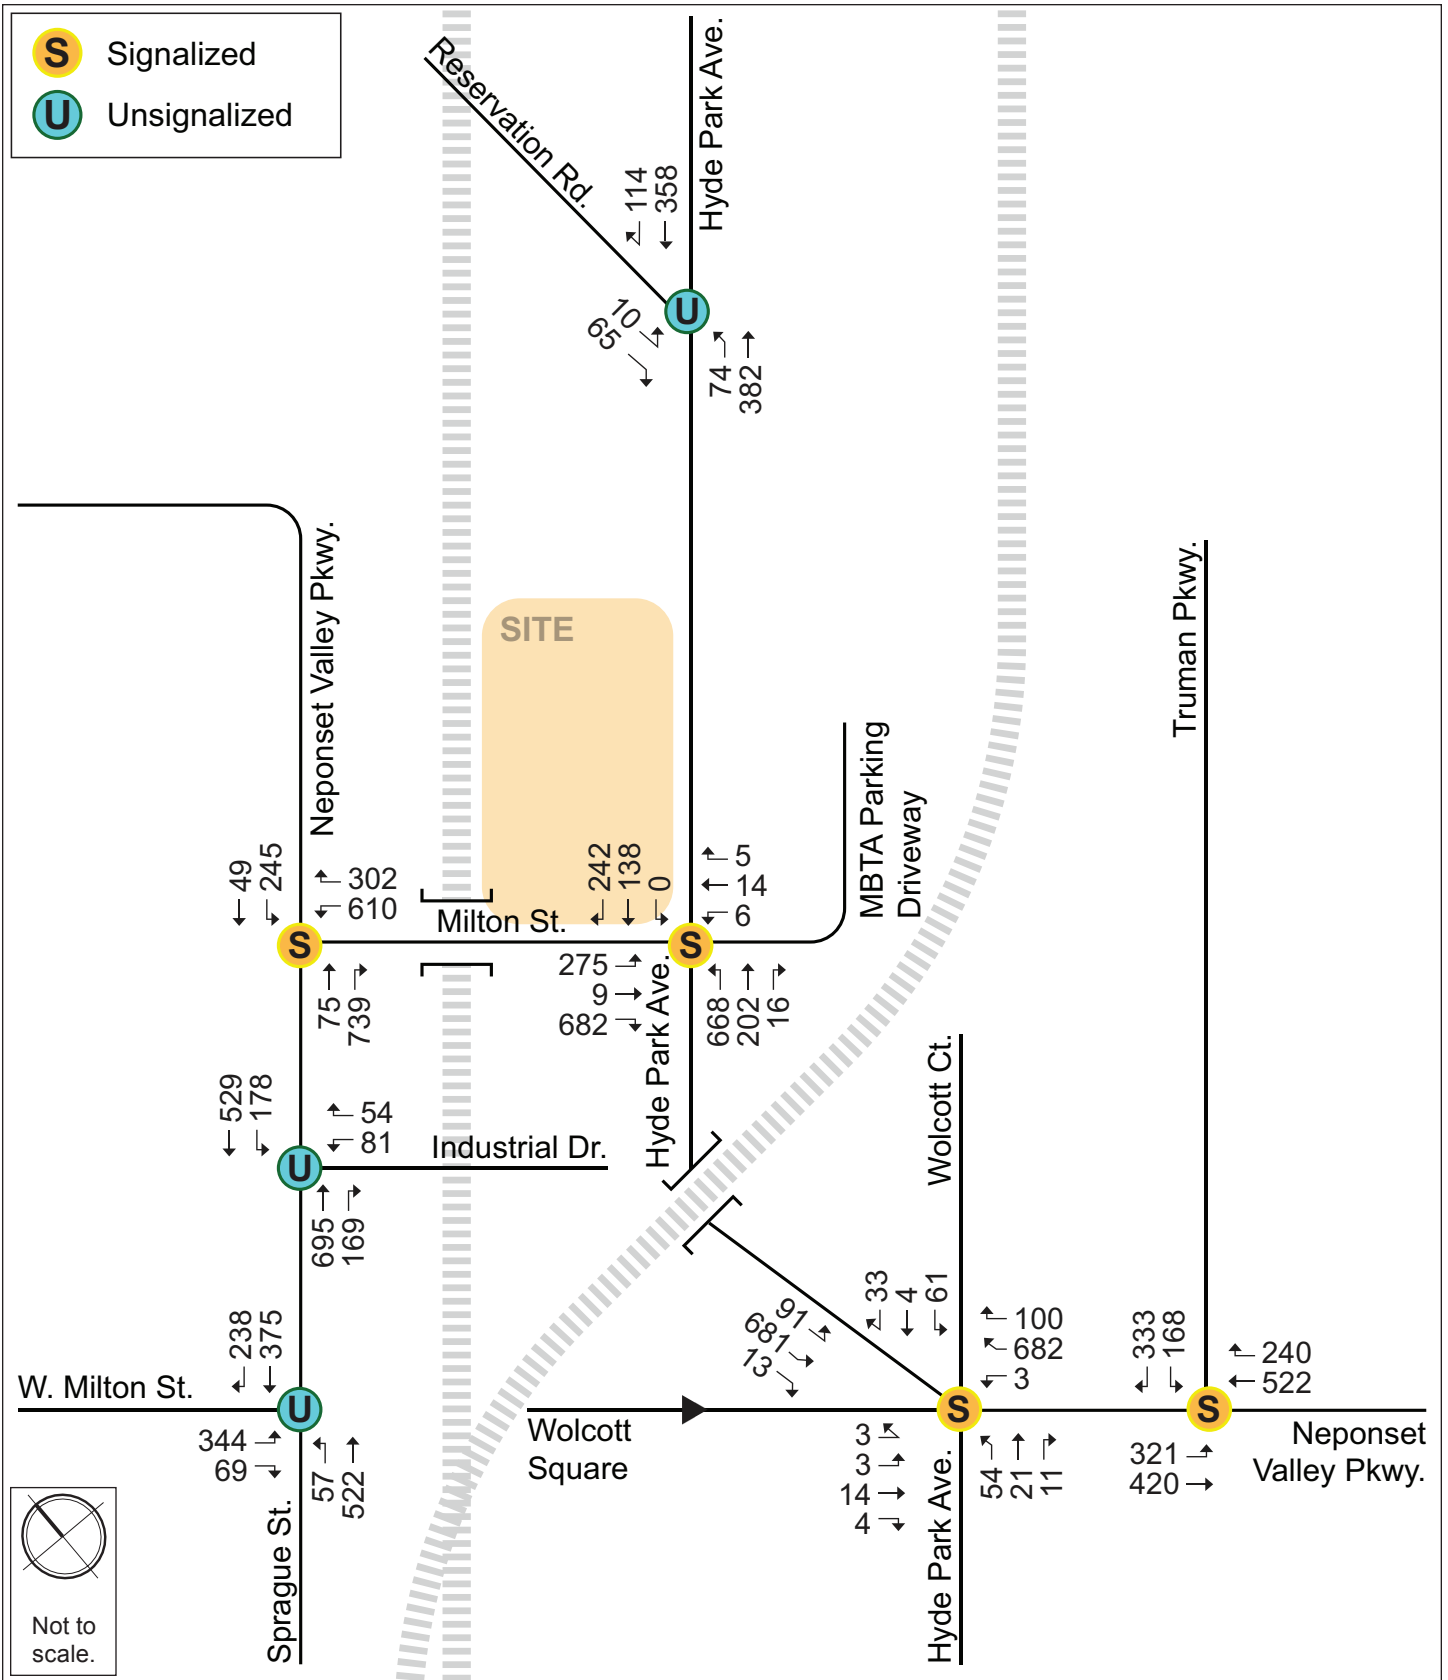 S Signalized
U Unsignalized
Reservation Rd.
Hyde Park Ave.
114
358
U
10
65
74
382
Neponset Valley Pkwy.
SITE
Truman Pkwy.
MBTA Parking
Driveway
49
245
302
610
Milton St.
242
138
0
5
14
6
S
S
75
739
275
9
682
Hyde Park Ave.
668
202
16
529
178
54
81
Industrial Dr.
U
695
169
Wolcott Ct.
238
375
W. Milton St.
U
344
69
57
522
Sprague St.
91
681
13
33
4
61
100
682
3
333
168
240
522
Wolcott
Square
S
S
3
3
14
4
Hyde Park Ave.
54
21
11
321
420
Neponset
Valley Pkwy.
Not to
scale.